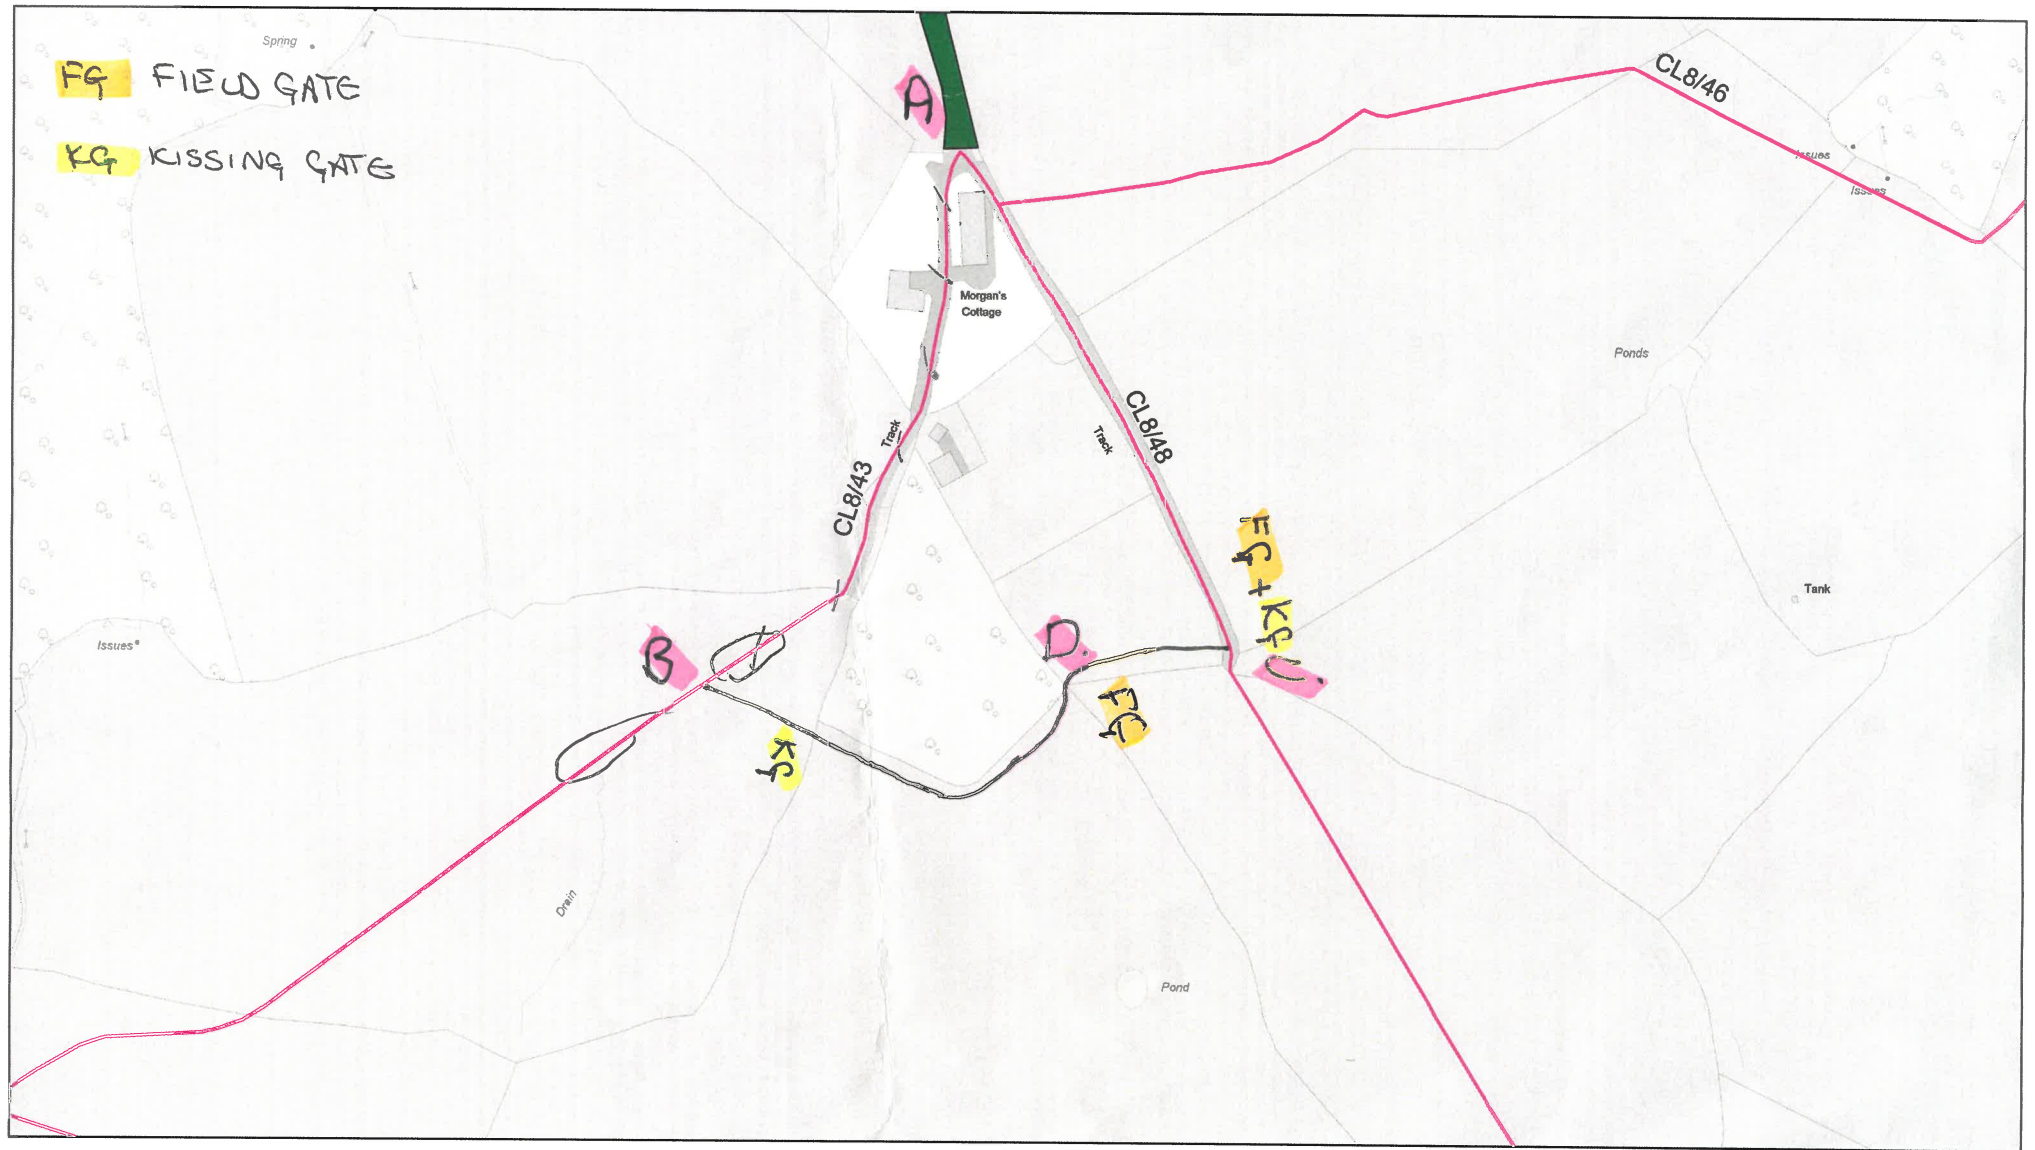 Spring
FG FIELD GATE
KG KISSING GATE
A
CL8/46
Issues
Issues
Morgan's
Cottage
Ponds
Track
CL8/43
Track
CL8/48
FG + KG
C
Tank
Issues
B
D
FG
KG
Drain
Pond